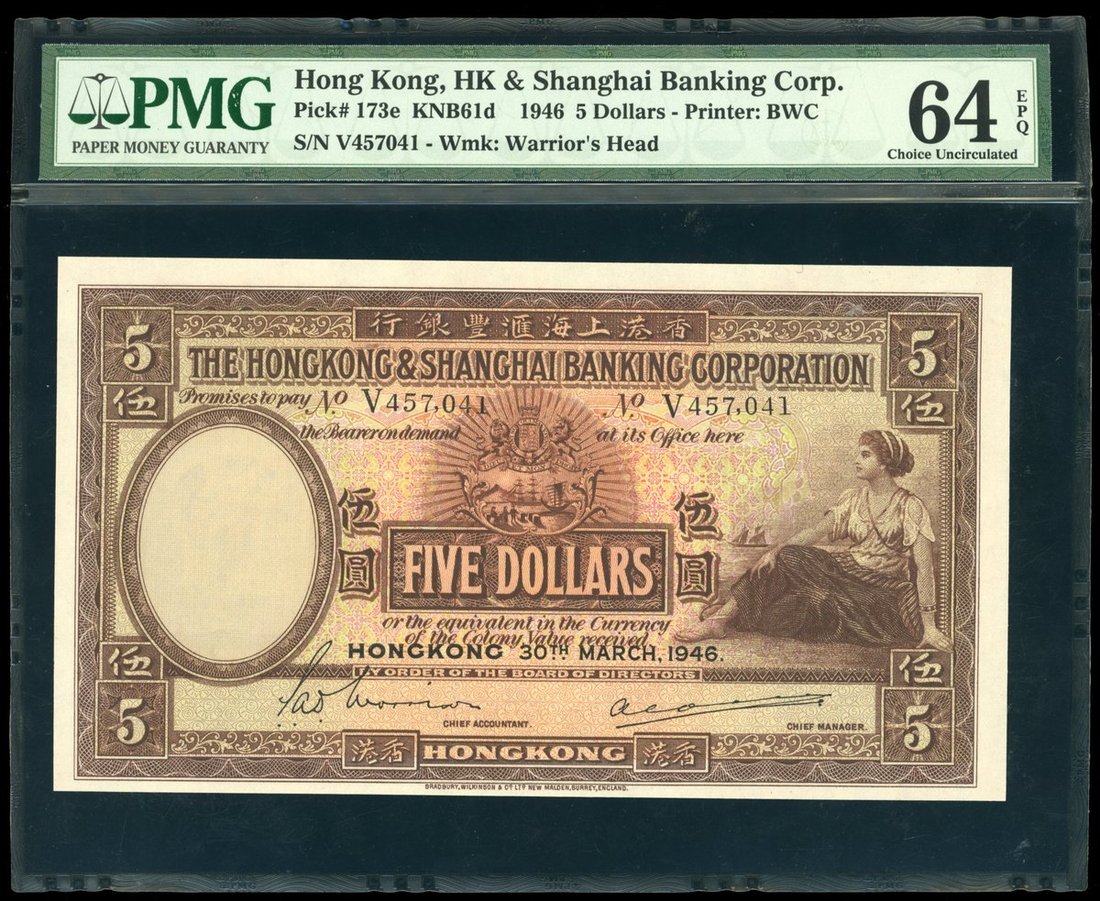 PMG
PAPER MONEY GUARANTY
Hong Kong, HK & Shanghai Banking Corp.
Pick# 173e KNB61d 1946 5 Dollars - Printer: BWC
S/N V457041 - Wmk: Warrior's Head
64
EPQ
Choice Uncirculated
行銀豐滙海上港香
5 5
THE HONGKONG & SHANGHAI BANKING CORPORATION
伍 伍
Promises to pay No. V457,041 No. V457,041
the Bearer on demand at its Office here
伍圓 伍圓
FIVE DOLLARS
or the equivalent in the Currency
of the Colony Value received
HONGKONG 30TH MARCH, 1946.
BY ORDER OF THE BOARD OF DIRECTORS
伍 伍
5 5
CHIEF ACCOUNTANT. CHIEF MANAGER.
港香 HONGKONG 港香
BRADBURY, WILKINSON & Co LTD NEW MALDEN, SURREY, ENGLAND.